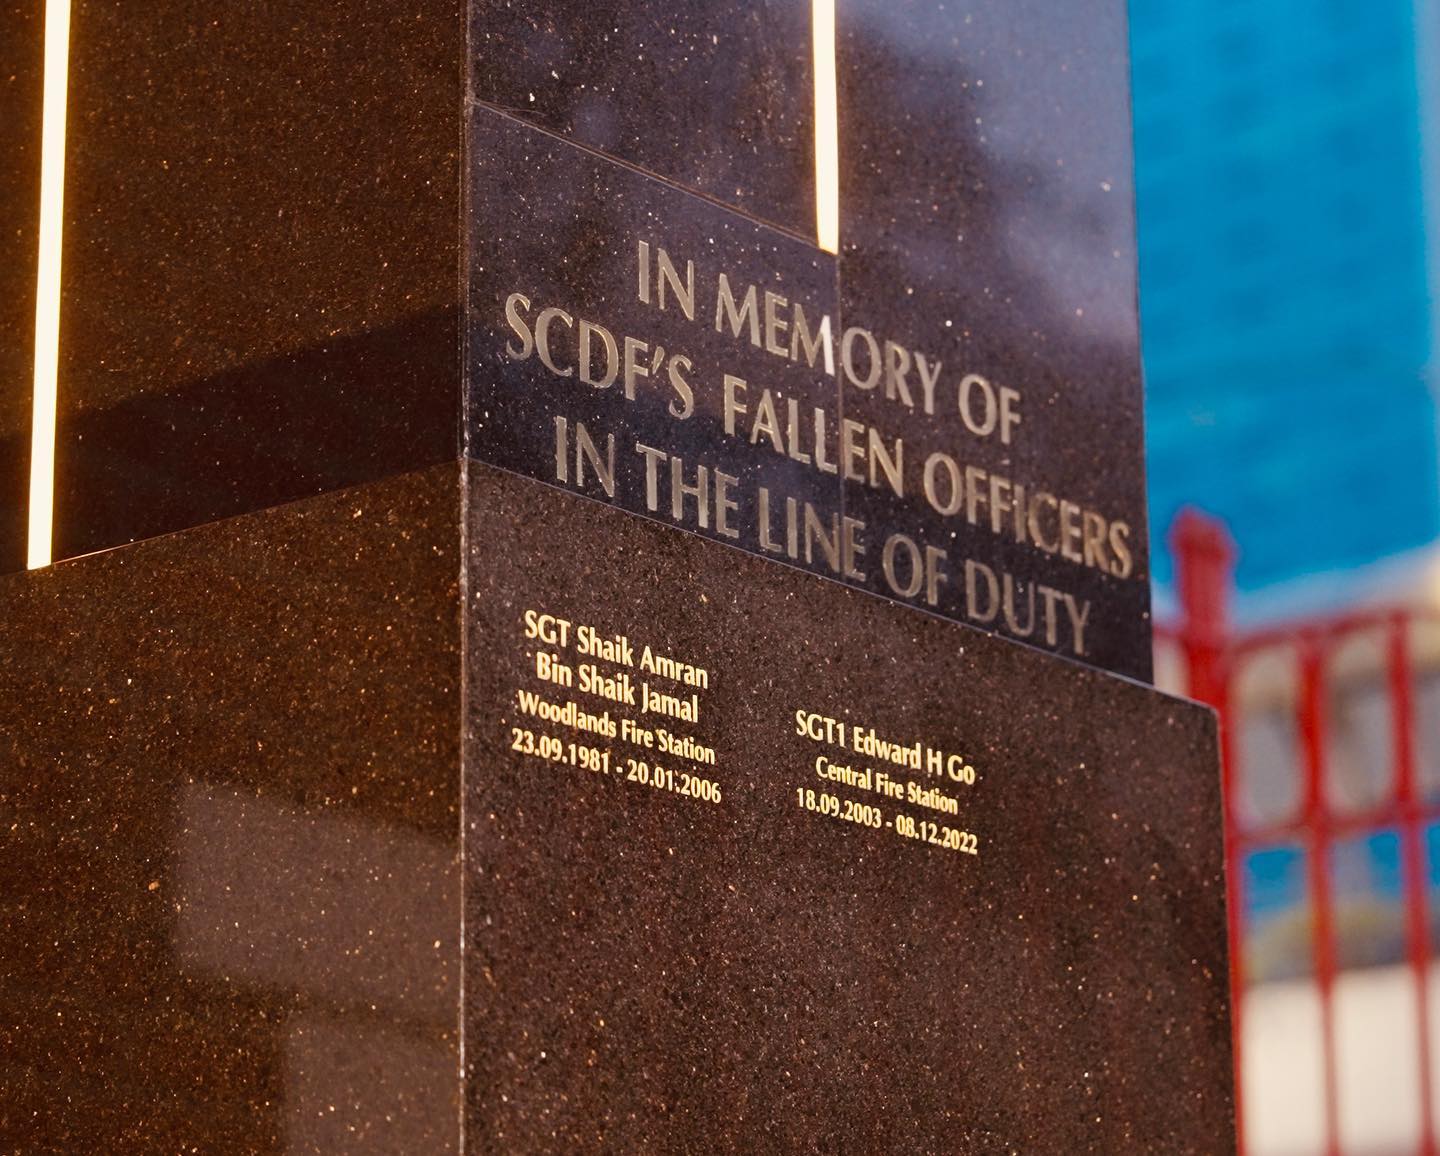 IN MEMORY OF
SCDF'S FALLEN OFFICERS
IN THE LINE OF DUTY
SGT Shaik Amran
Bin Shaik Jamal
Woodlands Fire Station
23.09.1981 - 20.01.2006
SGT1 Edward H Go
Central Fire Station
18.09.2003 - 08.12.2022